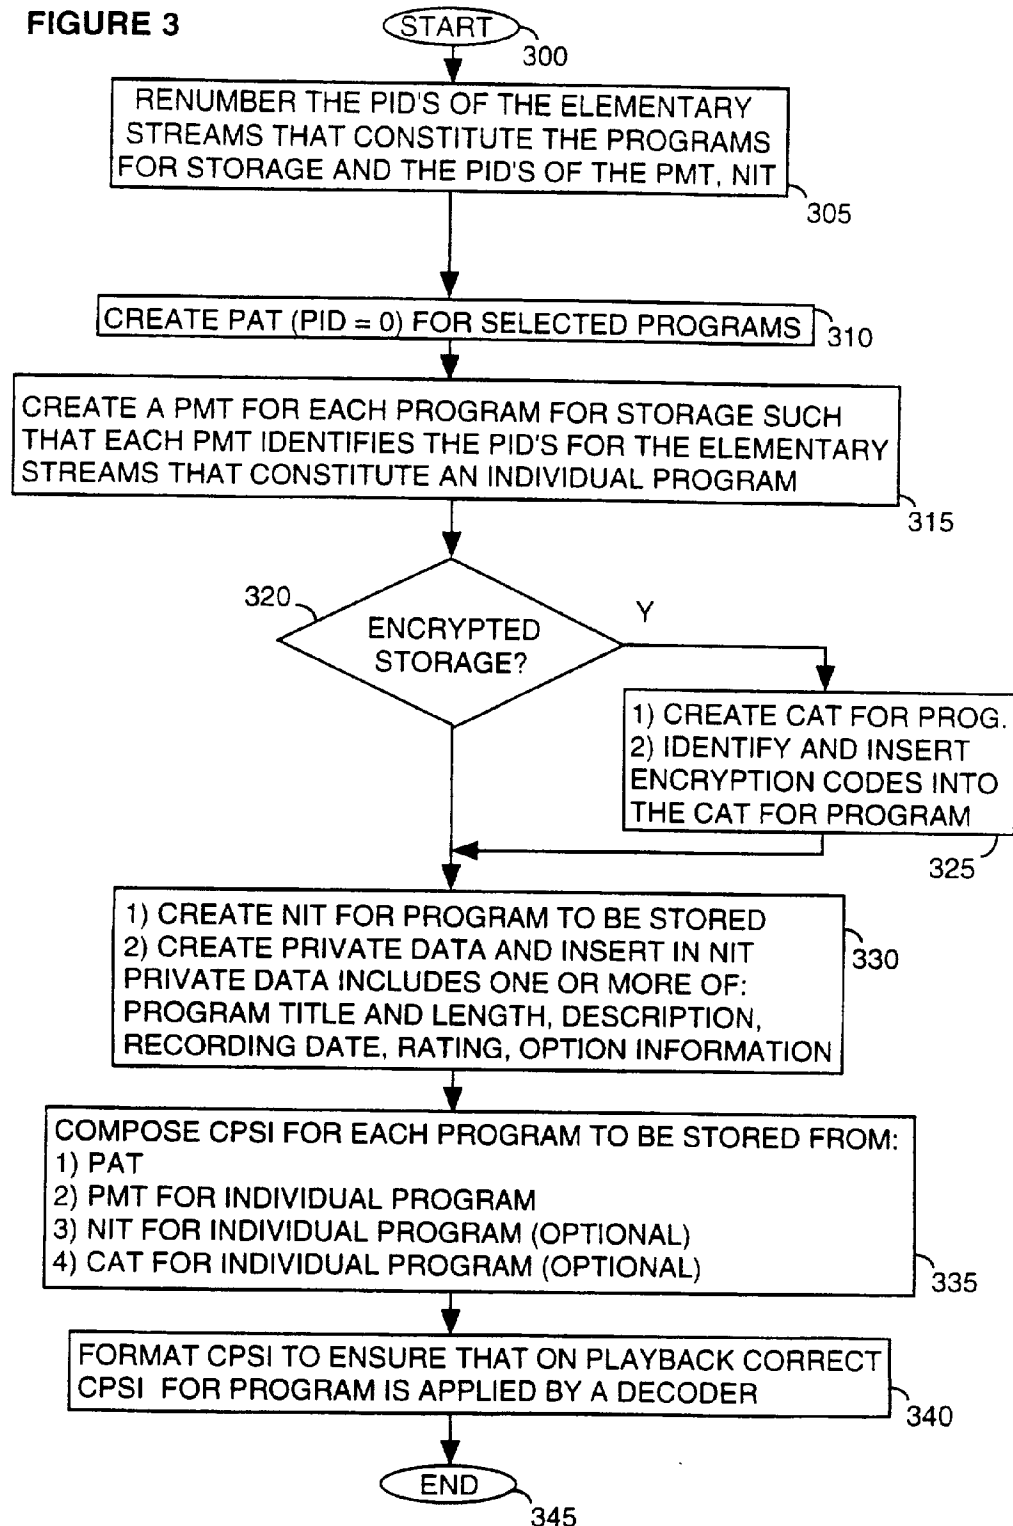 FIGURE 3
START
300
RENUMBER THE PID'S OF THE ELEMENTARY
STREAMS THAT CONSTITUTE THE PROGRAMS
FOR STORAGE AND THE PID'S OF THE PMT, NIT
305
CREATE PAT (PID = 0) FOR SELECTED PROGRAMS
310
CREATE A PMT FOR EACH PROGRAM FOR STORAGE SUCH
THAT EACH PMT IDENTIFIES THE PID'S FOR THE ELEMENTARY
STREAMS THAT CONSTITUTE AN INDIVIDUAL PROGRAM
315
320
ENCRYPTED
STORAGE?
Y
1) CREATE CAT FOR PROG.
2) IDENTIFY AND INSERT
ENCRYPTION CODES INTO
THE CAT FOR PROGRAM
325
1) CREATE NIT FOR PROGRAM TO BE STORED
2) CREATE PRIVATE DATA AND INSERT IN NIT
PRIVATE DATA INCLUDES ONE OR MORE OF:
PROGRAM TITLE AND LENGTH, DESCRIPTION,
RECORDING DATE, RATING, OPTION INFORMATION
330
COMPOSE CPSI FOR EACH PROGRAM TO BE STORED FROM:
1) PAT
2) PMT FOR INDIVIDUAL PROGRAM
3) NIT FOR INDIVIDUAL PROGRAM (OPTIONAL)
4) CAT FOR INDIVIDUAL PROGRAM (OPTIONAL)
335
FORMAT CPSI TO ENSURE THAT ON PLAYBACK CORRECT
CPSI FOR PROGRAM IS APPLIED BY A DECODER
340
END
345